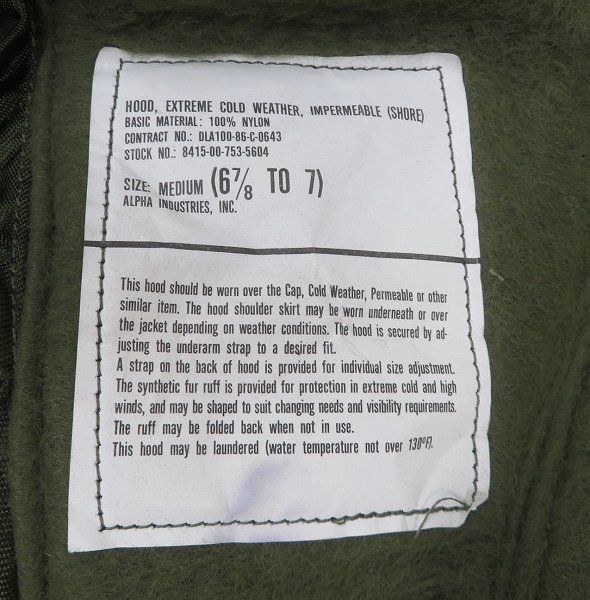 HOOD, EXTREME COLD WEATHER, IMPERMEABLE (SHORE)
BASIC MATERIAL: 100% NYLON
CONTRACT NO.: DLA100-86-C-0643
STOCK NO.: 8415-00-753-5604
SIZE: MEDIUM (6⅞ TO 7)
ALPHA INDUSTRIES, INC.
This hood should be worn over the Cap, Cold Weather, Permeable or other
similar item. The hood shoulder skirt may be worn underneath or over
the jacket depending on weather conditions. The hood is secured by ad-
justing the underarm strap to a desired fit.
A strap on the back of hood is provided for individual size adjustment.
The synthetic fur ruff is provided for protection in extreme cold and high
winds, and may be shaped to suit changing needs and visibility requirements.
The ruff may be folded back when not in use.
This hood may be laundered (water temperature not over 130°F).